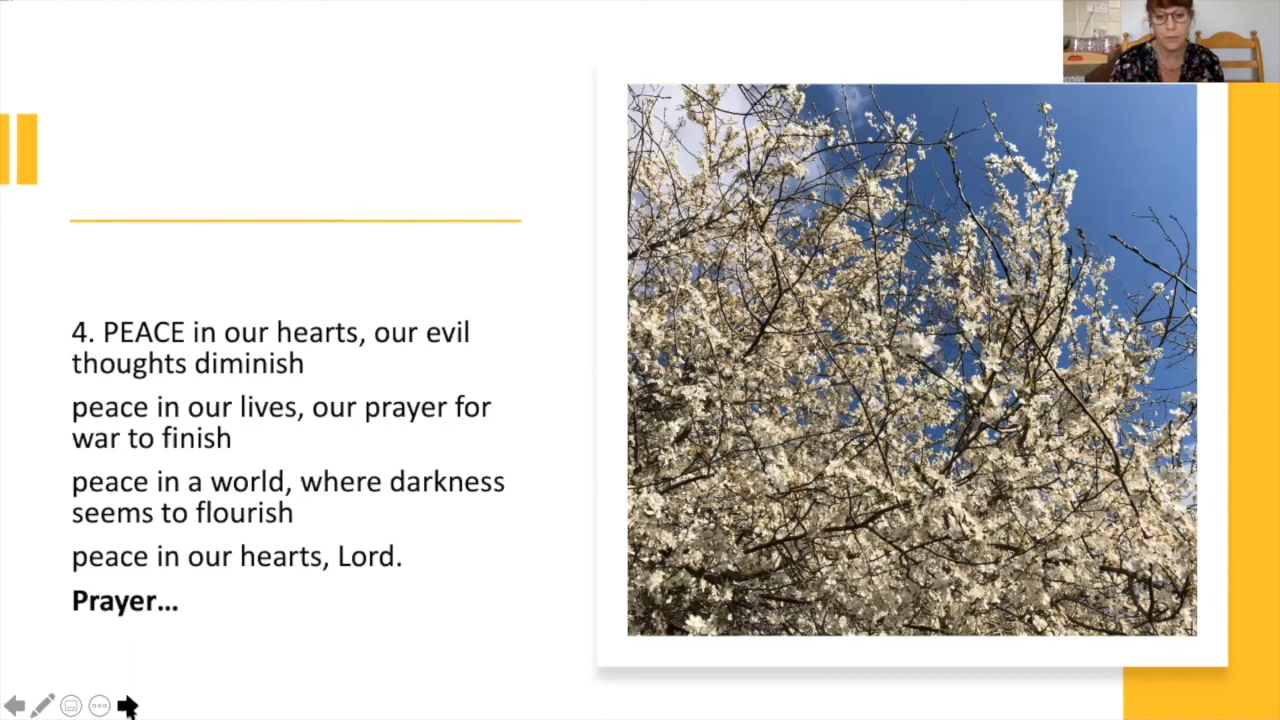 4. PEACE in our hearts, our evil
thoughts diminish
peace in our lives, our prayer for
war to finish
peace in a world, where darkness
seems to flourish
peace in our hearts, Lord.
Prayer...